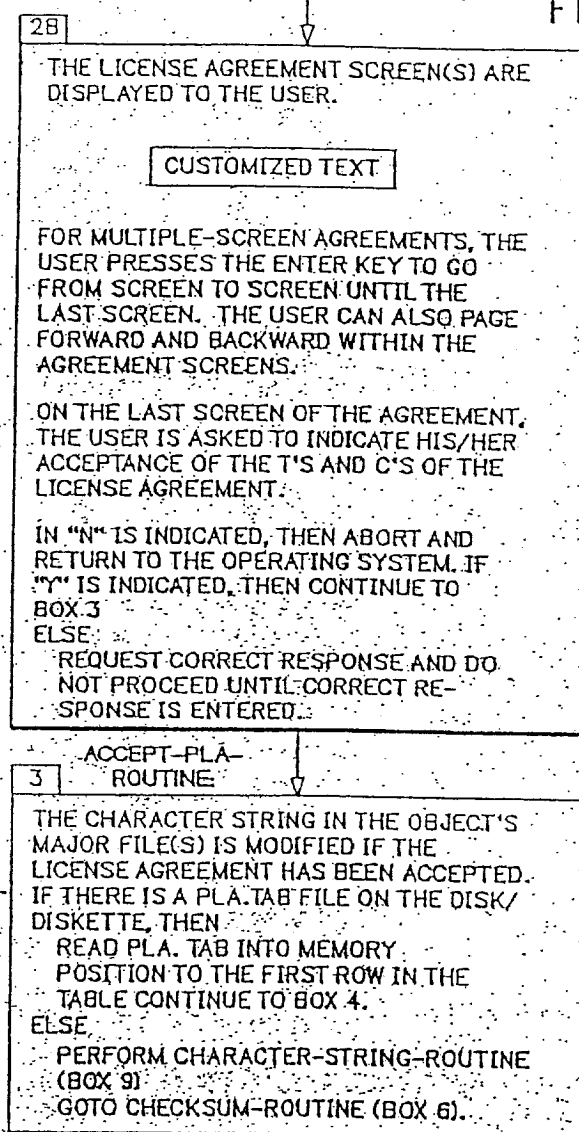 28
THE LICENSE AGREEMENT SCREEN(S) ARE
DISPLAYED TO THE USER.
CUSTOMIZED TEXT
FOR MULTIPLE-SCREEN AGREEMENTS, THE
USER PRESSES THE ENTER KEY TO GO
FROM SCREEN TO SCREEN UNTIL THE
LAST SCREEN. THE USER CAN ALSO PAGE
FORWARD AND BACKWARD WITHIN THE
AGREEMENT SCREENS.
ON THE LAST SCREEN OF THE AGREEMENT,
THE USER IS ASKED TO INDICATE HIS/HER
ACCEPTANCE OF THE T'S AND C'S OF THE
LICENSE AGREEMENT.
IN "N" IS INDICATED, THEN ABORT AND
RETURN TO THE OPERATING SYSTEM. IF
"Y" IS INDICATED, THEN CONTINUE TO
BOX 3
ELSE
REQUEST CORRECT RESPONSE AND DO
NOT PROCEED UNTIL CORRECT RE-
SPONSE IS ENTERED.
ACCEPT-PLA-
3 ROUTINE
THE CHARACTER STRING IN THE OBJECT'S
MAJOR FILE(S) IS MODIFIED IF THE
LICENSE AGREEMENT HAS BEEN ACCEPTED.
IF THERE IS A PLA.TAB FILE ON THE DISK/
DISKETTE, THEN
READ PLA. TAB INTO MEMORY
POSITION TO THE FIRST ROW IN THE
TABLE CONTINUE TO BOX 4.
ELSE
PERFORM CHARACTER-STRING-ROUTINE
(BOX 9)
GOTO CHECKSUM-ROUTINE (BOX 6).